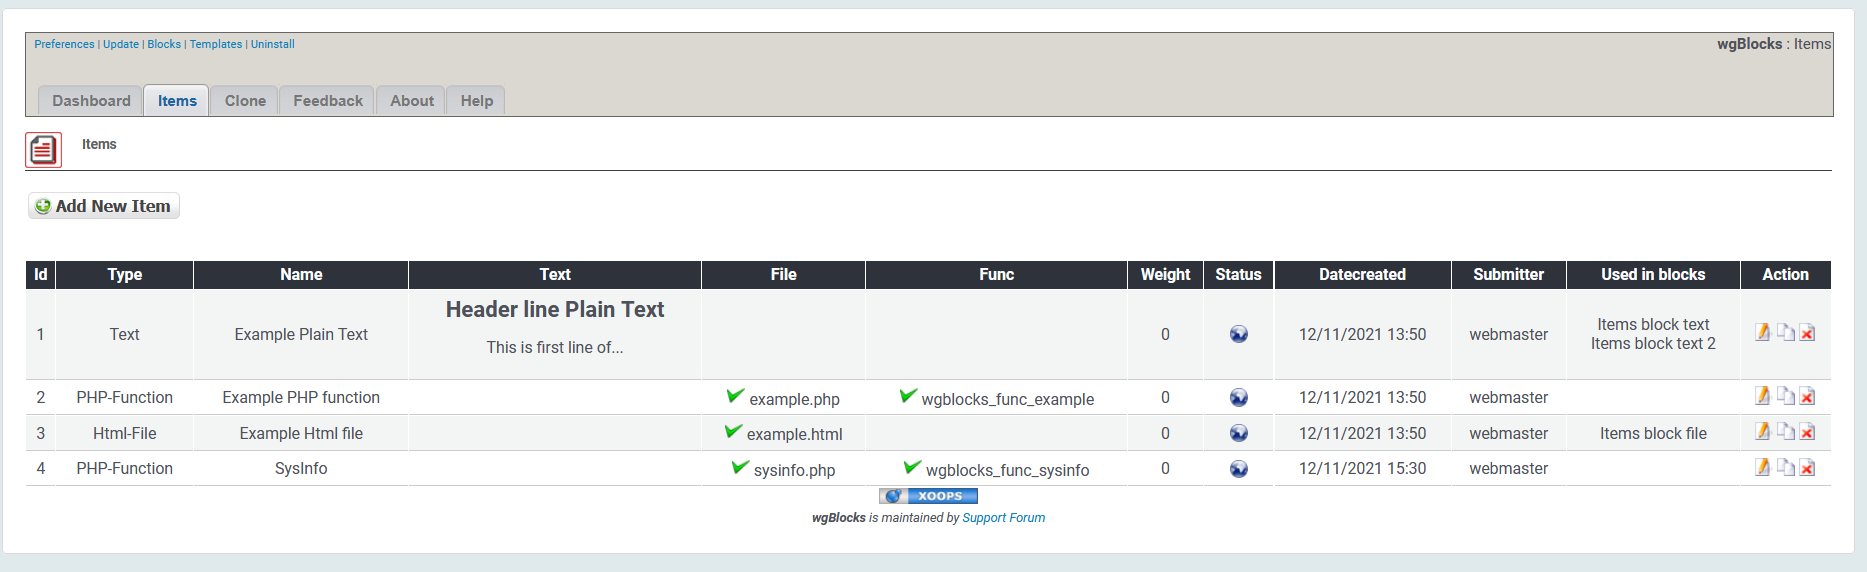 Preferences | Update | Blocks | Templates | Uninstall
wgBlocks : Items
Dashboard Items Clone Feedback About Help
Items
Add New Item
Id Type Name Text File Func Weight Status Datecreated Submitter Used in blocks Action
Header line Plain Text
1 Text Example Plain Text This is first line of... 0 12/11/2021 13:50 webmaster Items block text
Items block text 2
2 PHP-Function Example PHP function example.php wgblocks_func_example 0 12/11/2021 13:50 webmaster
3 Html-File Example Html file example.html 0 12/11/2021 13:50 webmaster Items block file
4 PHP-Function SysInfo sysinfo.php wgblocks_func_sysinfo 0 12/11/2021 15:30 webmaster
XOOPS
wgBlocks is maintained by Support Forum